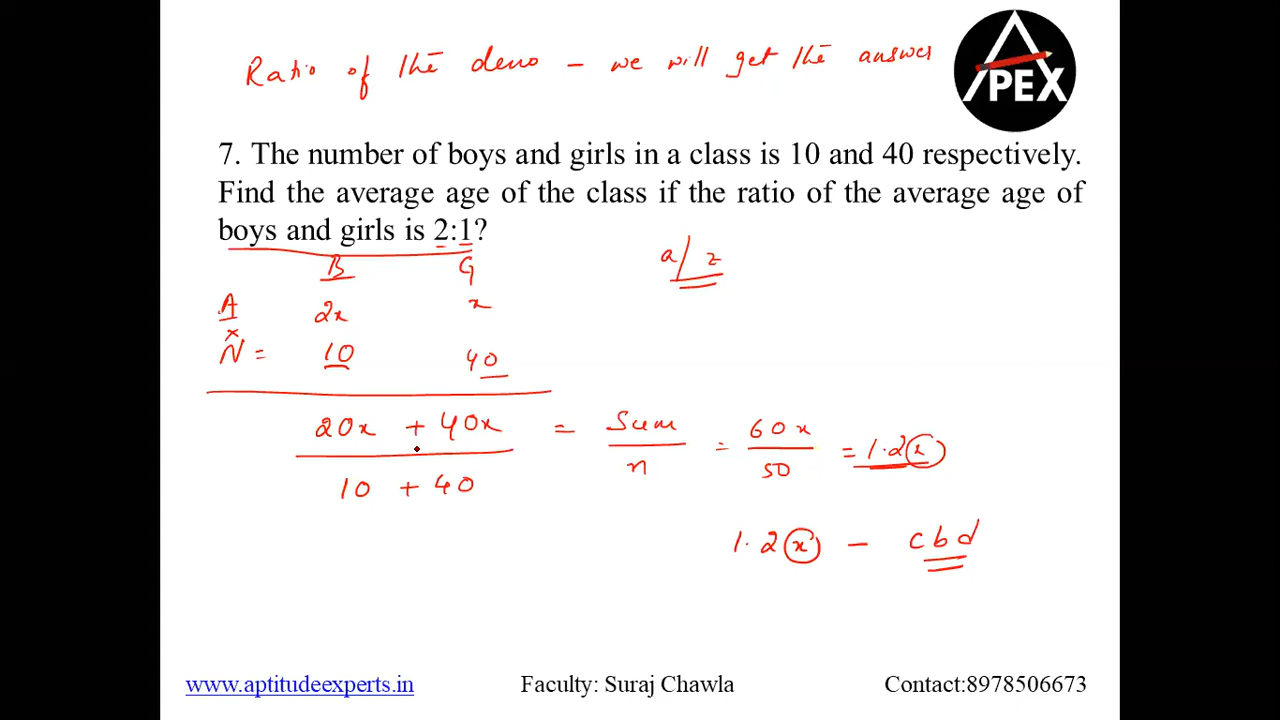 Ratio of the deno - we will get the answer
APEX
7. The number of boys and girls in a class is 10 and 40 respectively.
Find the average age of the class if the ratio of the average age of
boys and girls is 2:1?
B G
a/z
A 2x x
x
N = 10 40
20x + 40x = Sum = 60x = 1.2x
10 + 40 n 50
1.2x - cbd
www.aptitudeexperts.in Faculty: Suraj Chawla Contact:8978506673